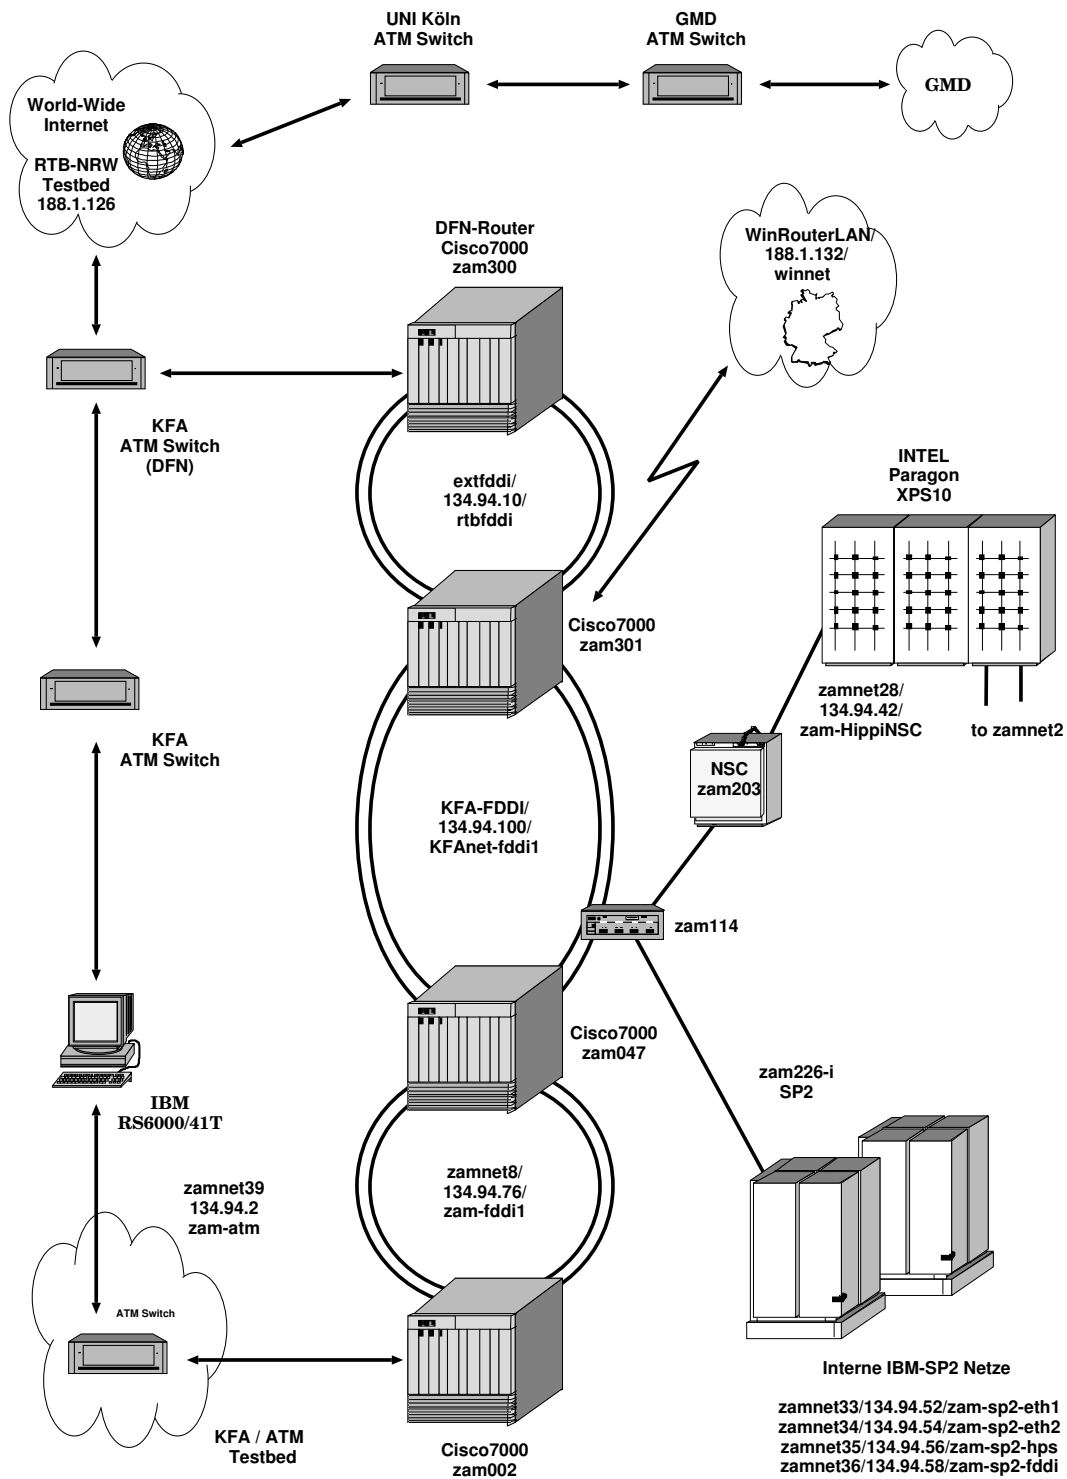 UNI Köln
ATM Switch
GMD
ATM Switch
GMD
World-Wide
Internet
RTB-NRW
Testbed
188.1.126
DFN-Router
Cisco7000
zam300
WinRouterLAN/
188.1.132/
winnet
KFA
ATM Switch
(DFN)
extfddi/
134.94.10/
rtbfddi
INTEL
Paragon
XPS10
Cisco7000
zam301
zamnet28/
134.94.42/
zam-HippiNSC
to zamnet2
KFA
ATM Switch
NSC
zam203
KFA-FDDI/
134.94.100/
KFAnet-fddi1
zam114
Cisco7000
zam047
zam226-i
SP2
IBM
RS6000/41T
zamnet8/
134.94.76/
zam-fddi1
zamnet39
134.94.2
zam-atm
ATM Switch
KFA / ATM
Testbed
Cisco7000
zam002
Interne IBM-SP2 Netze
zamnet33/134.94.52/zam-sp2-eth1
zamnet34/134.94.54/zam-sp2-eth2
zamnet35/134.94.56/zam-sp2-hps
zamnet36/134.94.58/zam-sp2-fddi